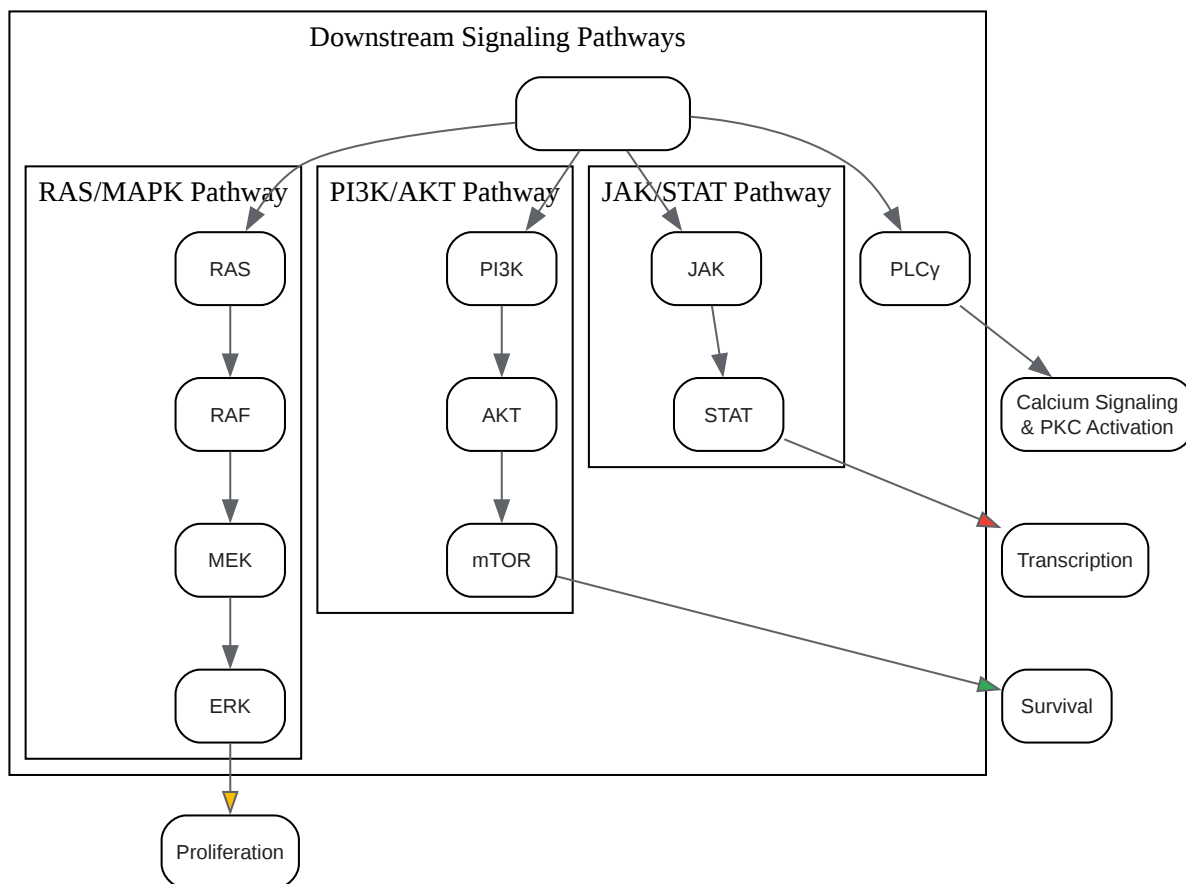 Downstream Signaling Pathways
RAS/MAPK Pathway
PI3K/AKT Pathway
JAK/STAT Pathway
RAS
PI3K
JAK
PLCγ
RAF
AKT
STAT
Calcium Signaling
& PKC Activation
MEK
mTOR
Transcription
ERK
Survival
Proliferation